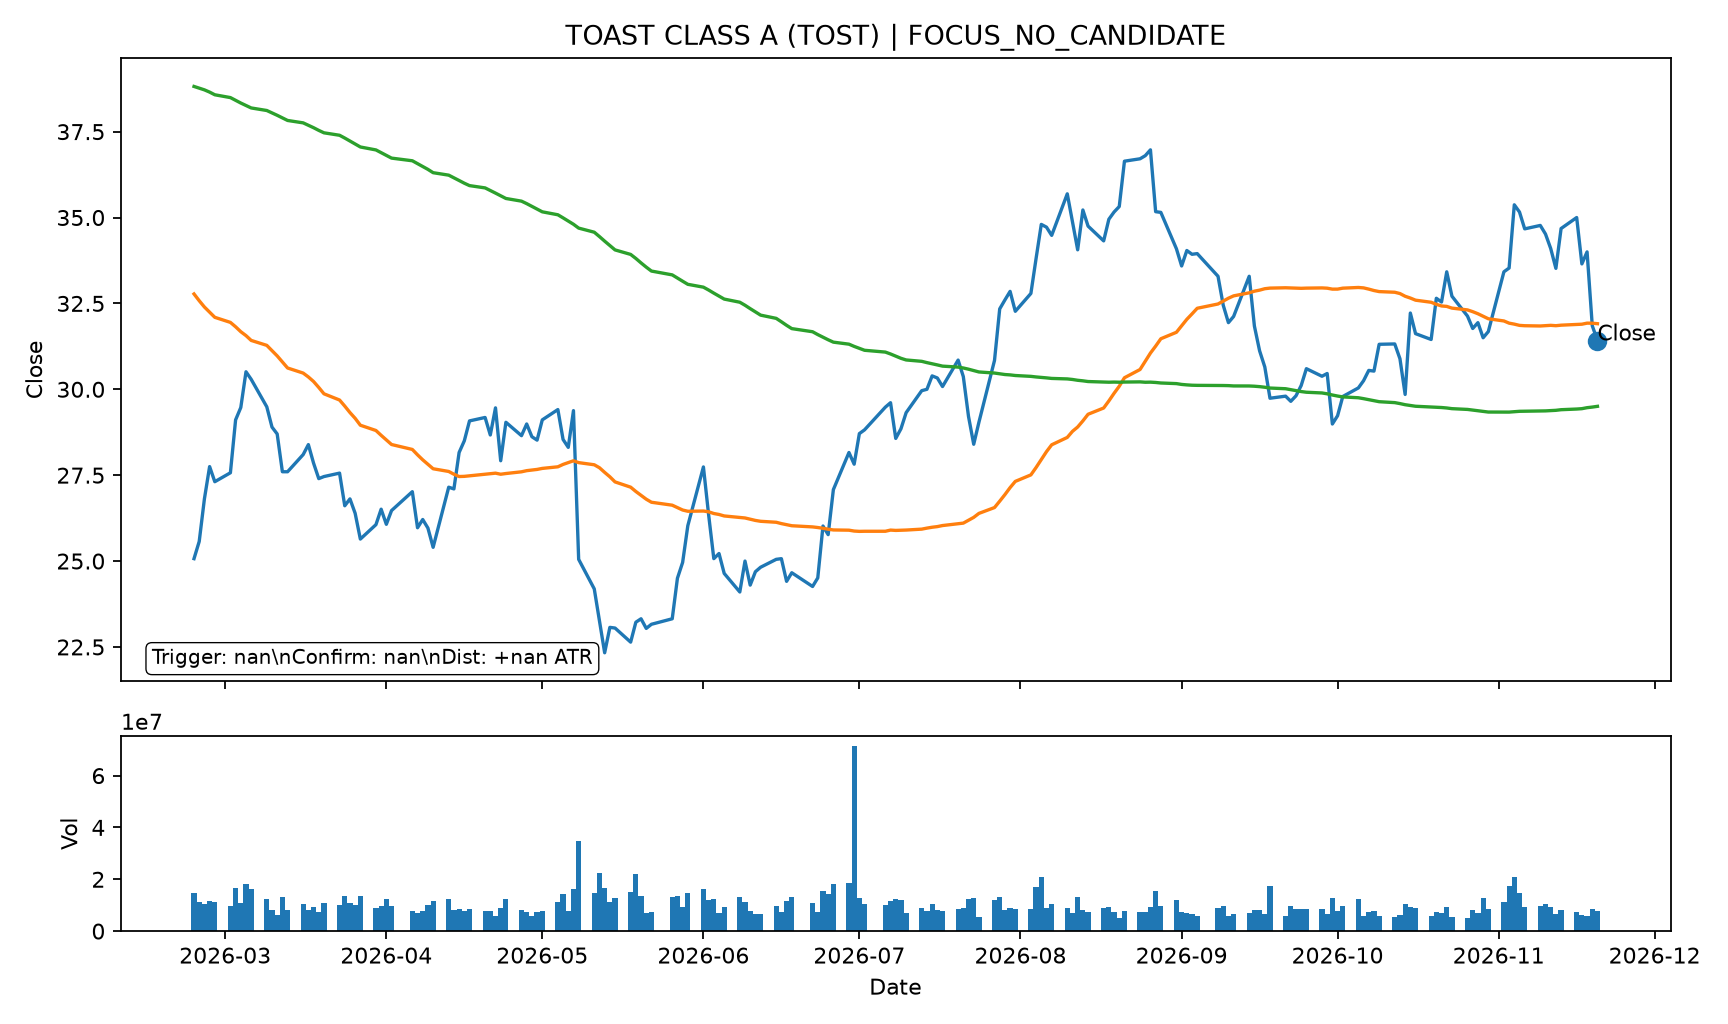 TOAST CLASS A (TOST) | FOCUS_NO_CANDIDATE
Close
37.5
35.0
32.5
30.0
27.5
25.0
22.5
Close
Trigger: nan\nConfirm: nan\nDist: +nan ATR
1e7
Vol
6
4
2
0
2026-03 2026-04 2026-05 2026-06 2026-07 2026-08 2026-09 2026-10 2026-11 2026-12
Date